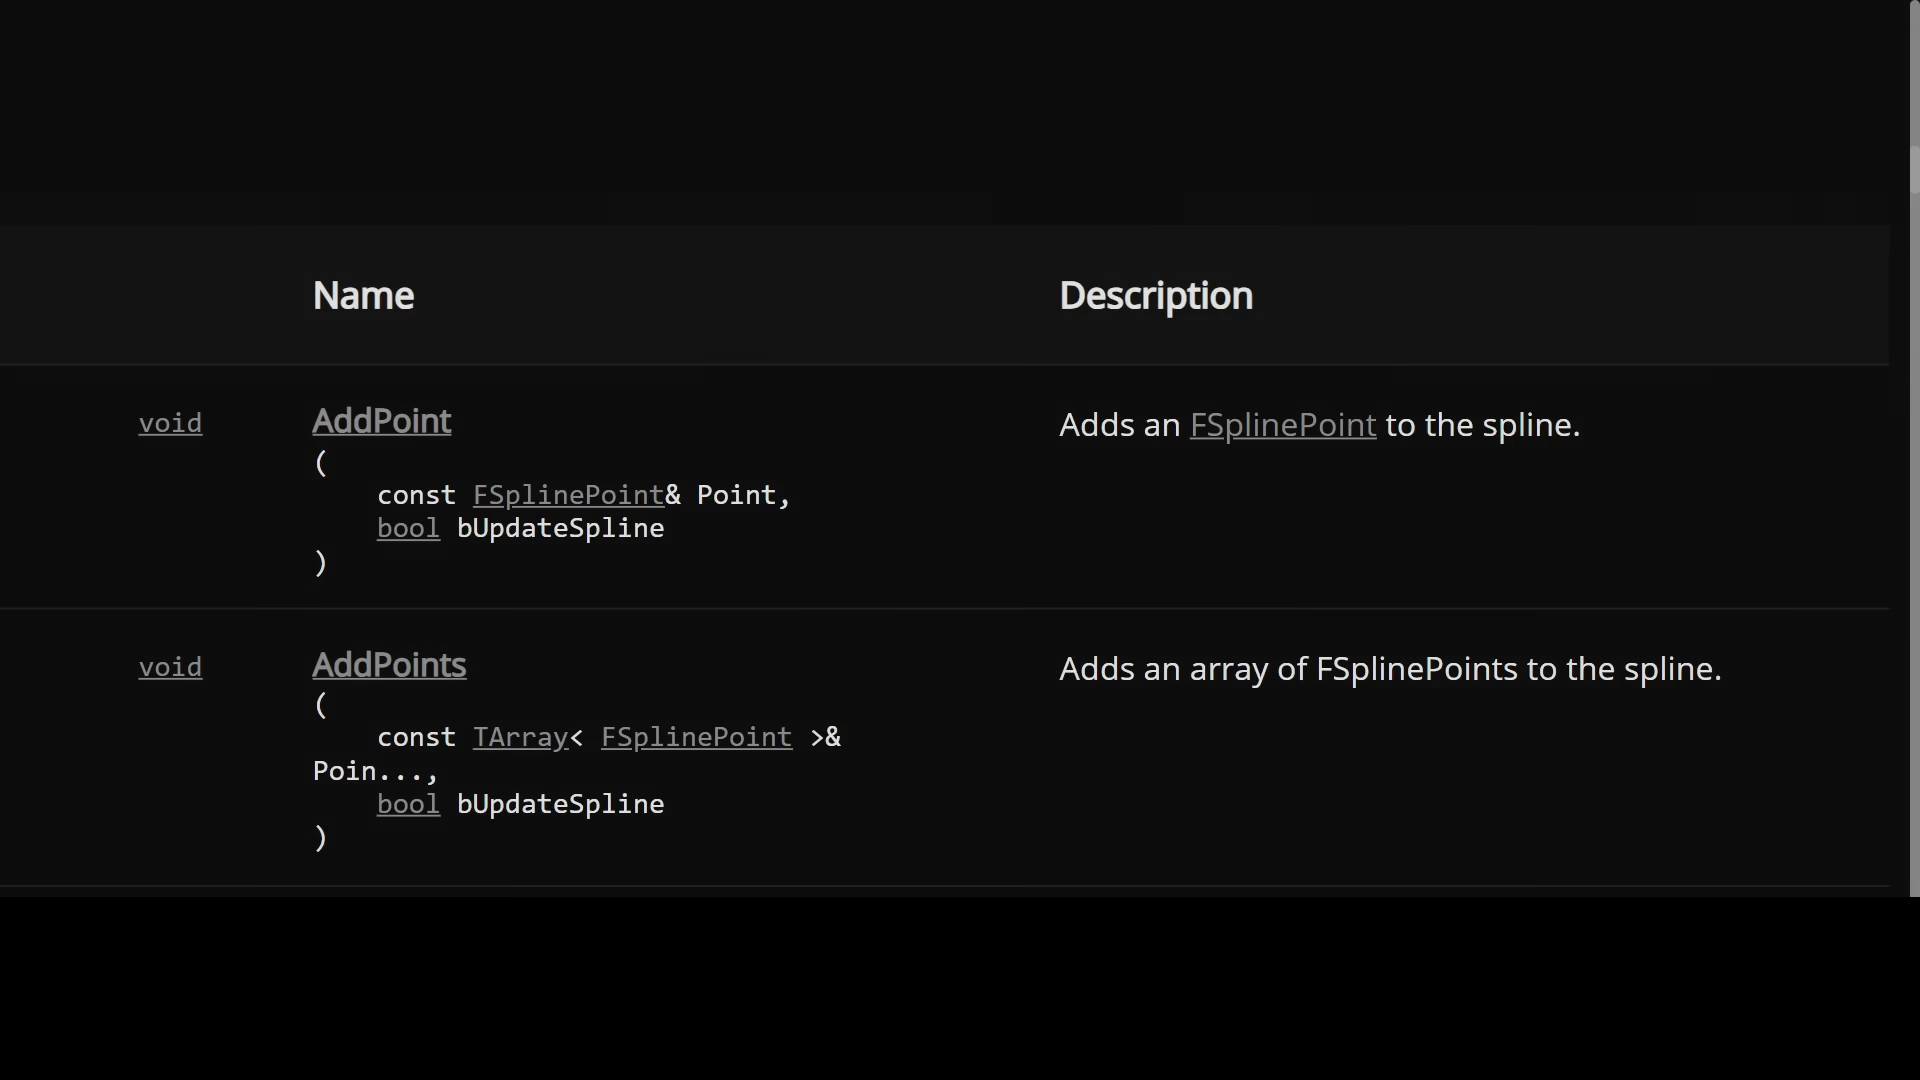 Name Description
void AddPoint Adds an FSplinePoint to the spline.
(
const FSplinePoint& Point,
bool bUpdateSpline
)
void AddPoints Adds an array of FSplinePoints to the spline.
(
const TArray< FSplinePoint >&
Poin...,
bool bUpdateSpline
)